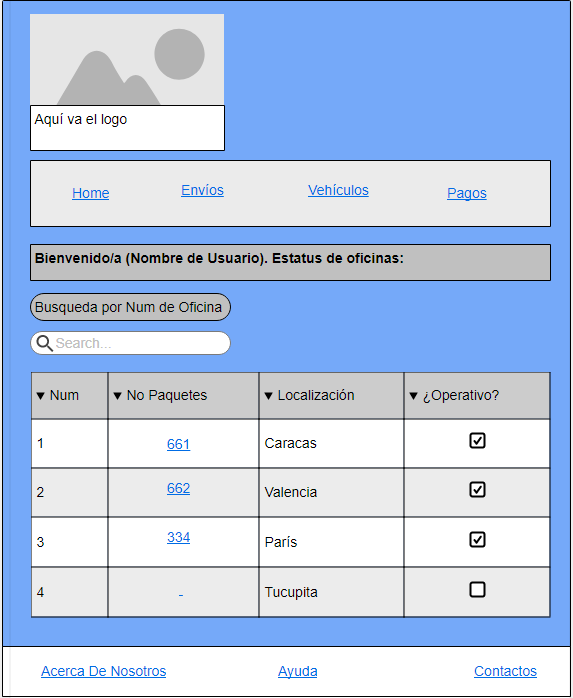 Aquí va el logo
Home Envíos Vehículos Pagos
Bienvenido/a (Nombre de Usuario). Estatus de oficinas:
Busqueda por Num de Oficina
Search...
Num No Paquetes Localización ¿Operativo?
1 661 Caracas
2 662 Valencia
3 334 París
4 - Tucupita
Acerca De Nosotros Ayuda Contactos